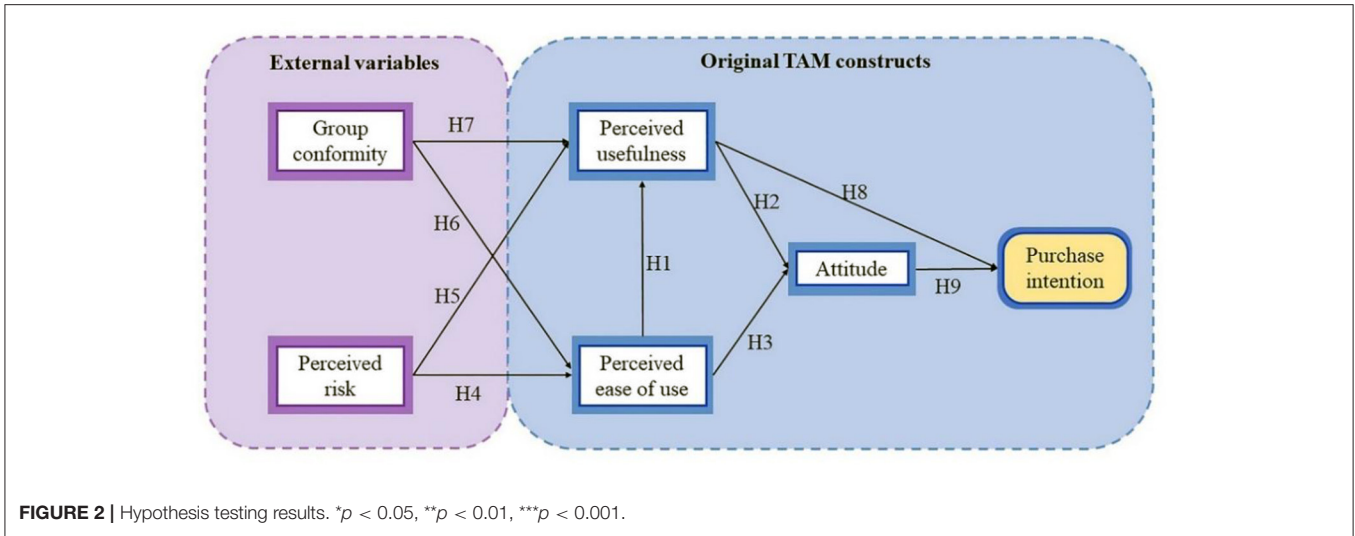 External variables
Original TAM constructs
Group
conformity
H7
Perceived
usefulness
H6
H2
H8
H5
H1
Attitude
H9
Purchase
intention
Perceived
risk
H4
Perceived
ease of use
H3
FIGURE 2 | Hypothesis testing results. *p < 0.05, **p < 0.01, ***p < 0.001.